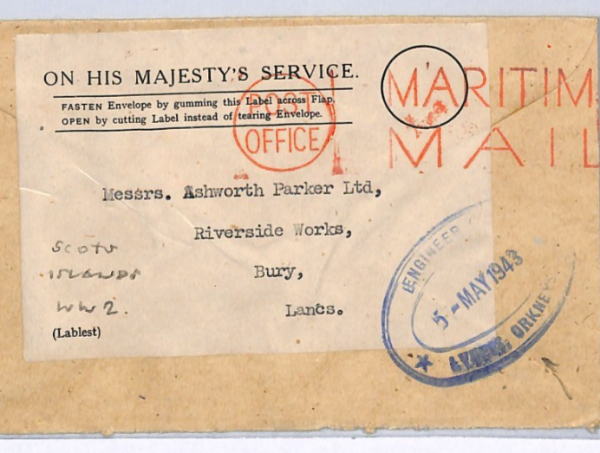 ON HIS MAJESTY'S SERVICE.
FASTEN Envelope by gumming this Label across Flap,
OPEN by cutting Label instead of tearing Envelope.
POST
OFFICE
MARITIM
MAIL
Messrs. Ashworth Parker Ltd,
Riverside Works,
Bury,
Lancs.
SCOTS
ISLANDS
WW2.
(Lablest)
ENGINEER
5-MAY 1943
LYNESS, ORKNEY